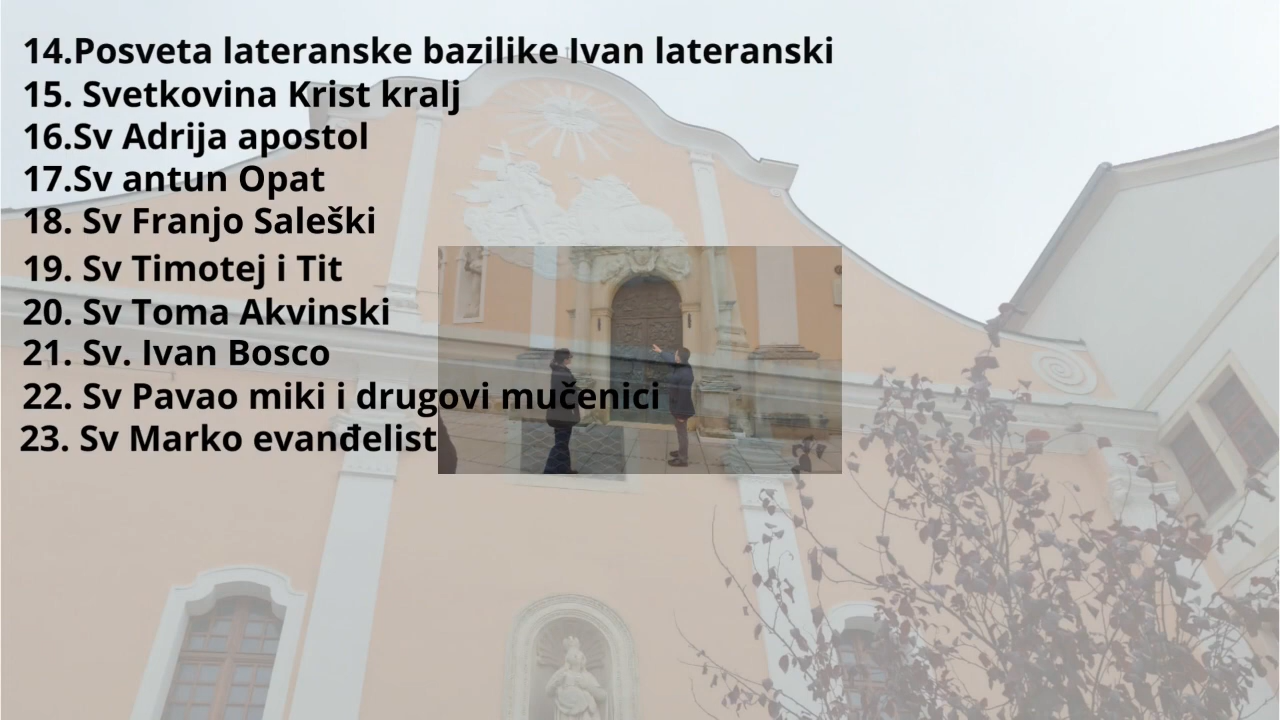 14.Posveta lateranske bazilike Ivan lateranski
15. Svetkovina Krist kralj
16.Sv Adrija apostol
17.Sv antun Opat
18. Sv Franjo Saleški
19. Sv Timotej i Tit
20. Sv Toma Akvinski
21. Sv. Ivan Bosco
22. Sv Pavao miki i drugovi mučenici
23. Sv Marko evanđelist